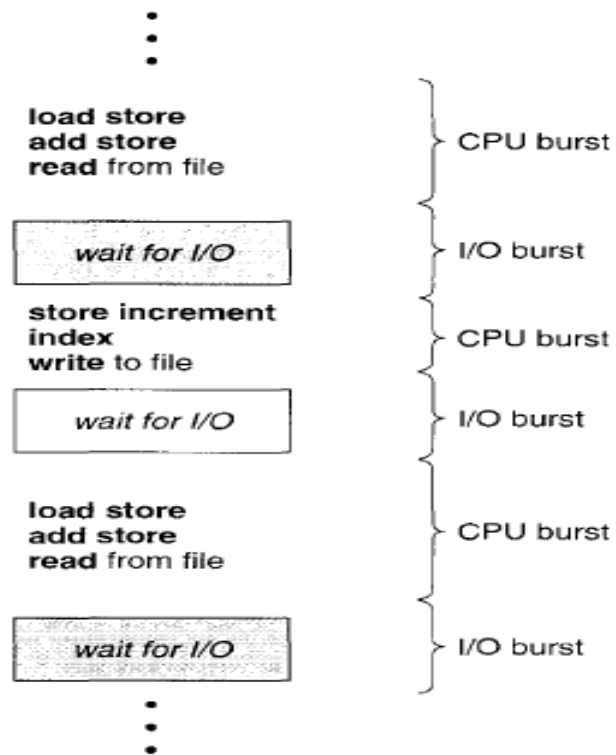 load store
add store
read from file
CPU burst
wait for I/O
I/O burst
store increment
index
write to file
CPU burst
wait for I/O
I/O burst
load store
add store
read from file
CPU burst
wait for I/O
I/O burst